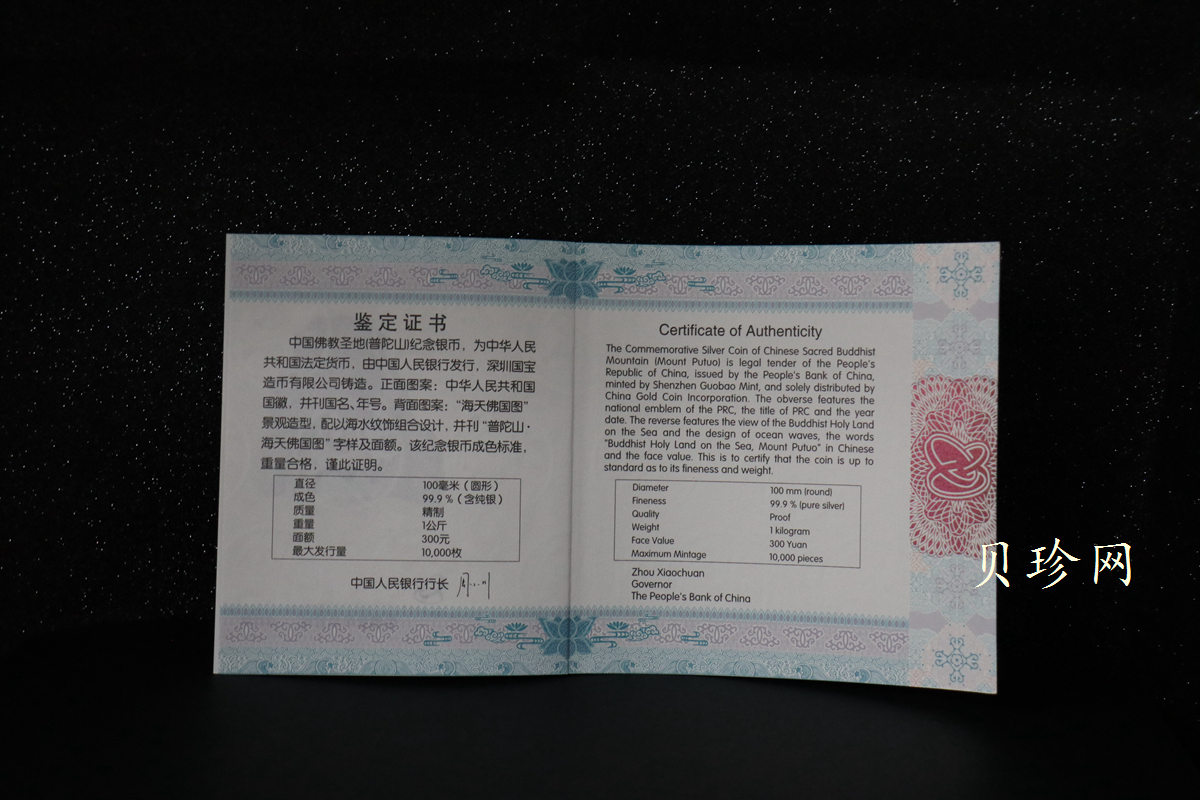 鉴定证书
中国佛教圣地(普陀山)纪念银币，为中华人民
共和国法定货币，由中国人民银行发行，深圳国宝
造币有限公司铸造。正面图案：中华人民共和国
国徽，并刊国名、年号。背面图案：“海天佛国图”
景观造型，配以海水纹饰组合设计，并刊“普陀山·
海天佛国图”字样及面额。该纪念银币成色标准，
重量合格，谨此证明。
直径 100毫米（圆形）
成色 99.9％（含纯银）
质量 精制
重量 1公斤
面额 300元
最大发行量 10,000枚
中国人民银行行长
Certificate of Authenticity
The Commemorative Silver Coin of Chinese Sacred Buddhist
Mountain (Mount Putuo) is legal tender of the People's
Republic of China, issued by the People's Bank of China,
minted by Shenzhen Guobao Mint, and solely distributed by
China Gold Coin Incorporation. The obverse features the
national emblem of the PRC, the title of PRC and the year
date. The reverse features the view of the Buddhist Holy Land
on the Sea and the design of ocean waves, the words
"Buddhist Holy Land on the Sea, Mount Putuo" in Chinese
and the face value. This is to certify that the coin is up to
standard as to its fineness and weight.
Diameter 100 mm (round)
Fineness 99.9 % (pure silver)
Quality Proof
Weight 1 kilogram
Face Value 300 Yuan
Maximum Mintage 10,000 pieces
Zhou Xiaochuan
Governor
The People's Bank of China
贝珍网